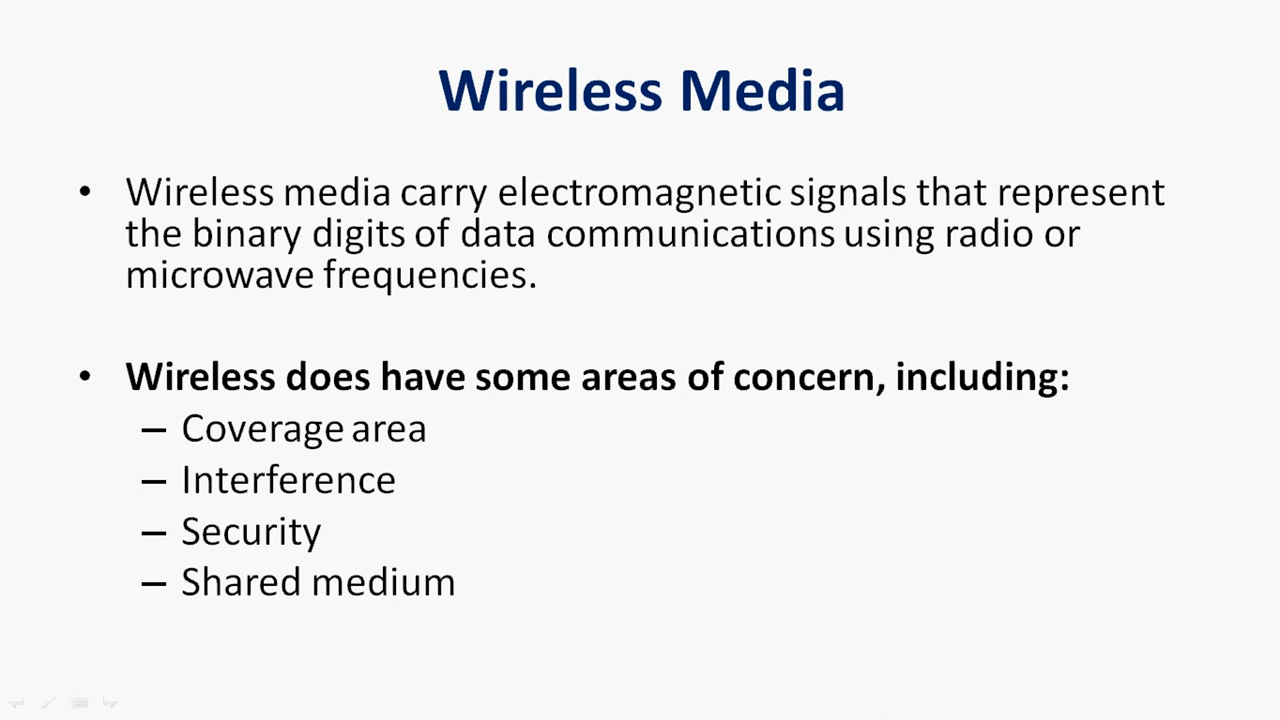 Wireless Media
• Wireless media carry electromagnetic signals that represent
the binary digits of data communications using radio or
microwave frequencies.
• Wireless does have some areas of concern, including:
– Coverage area
– Interference
– Security
– Shared medium